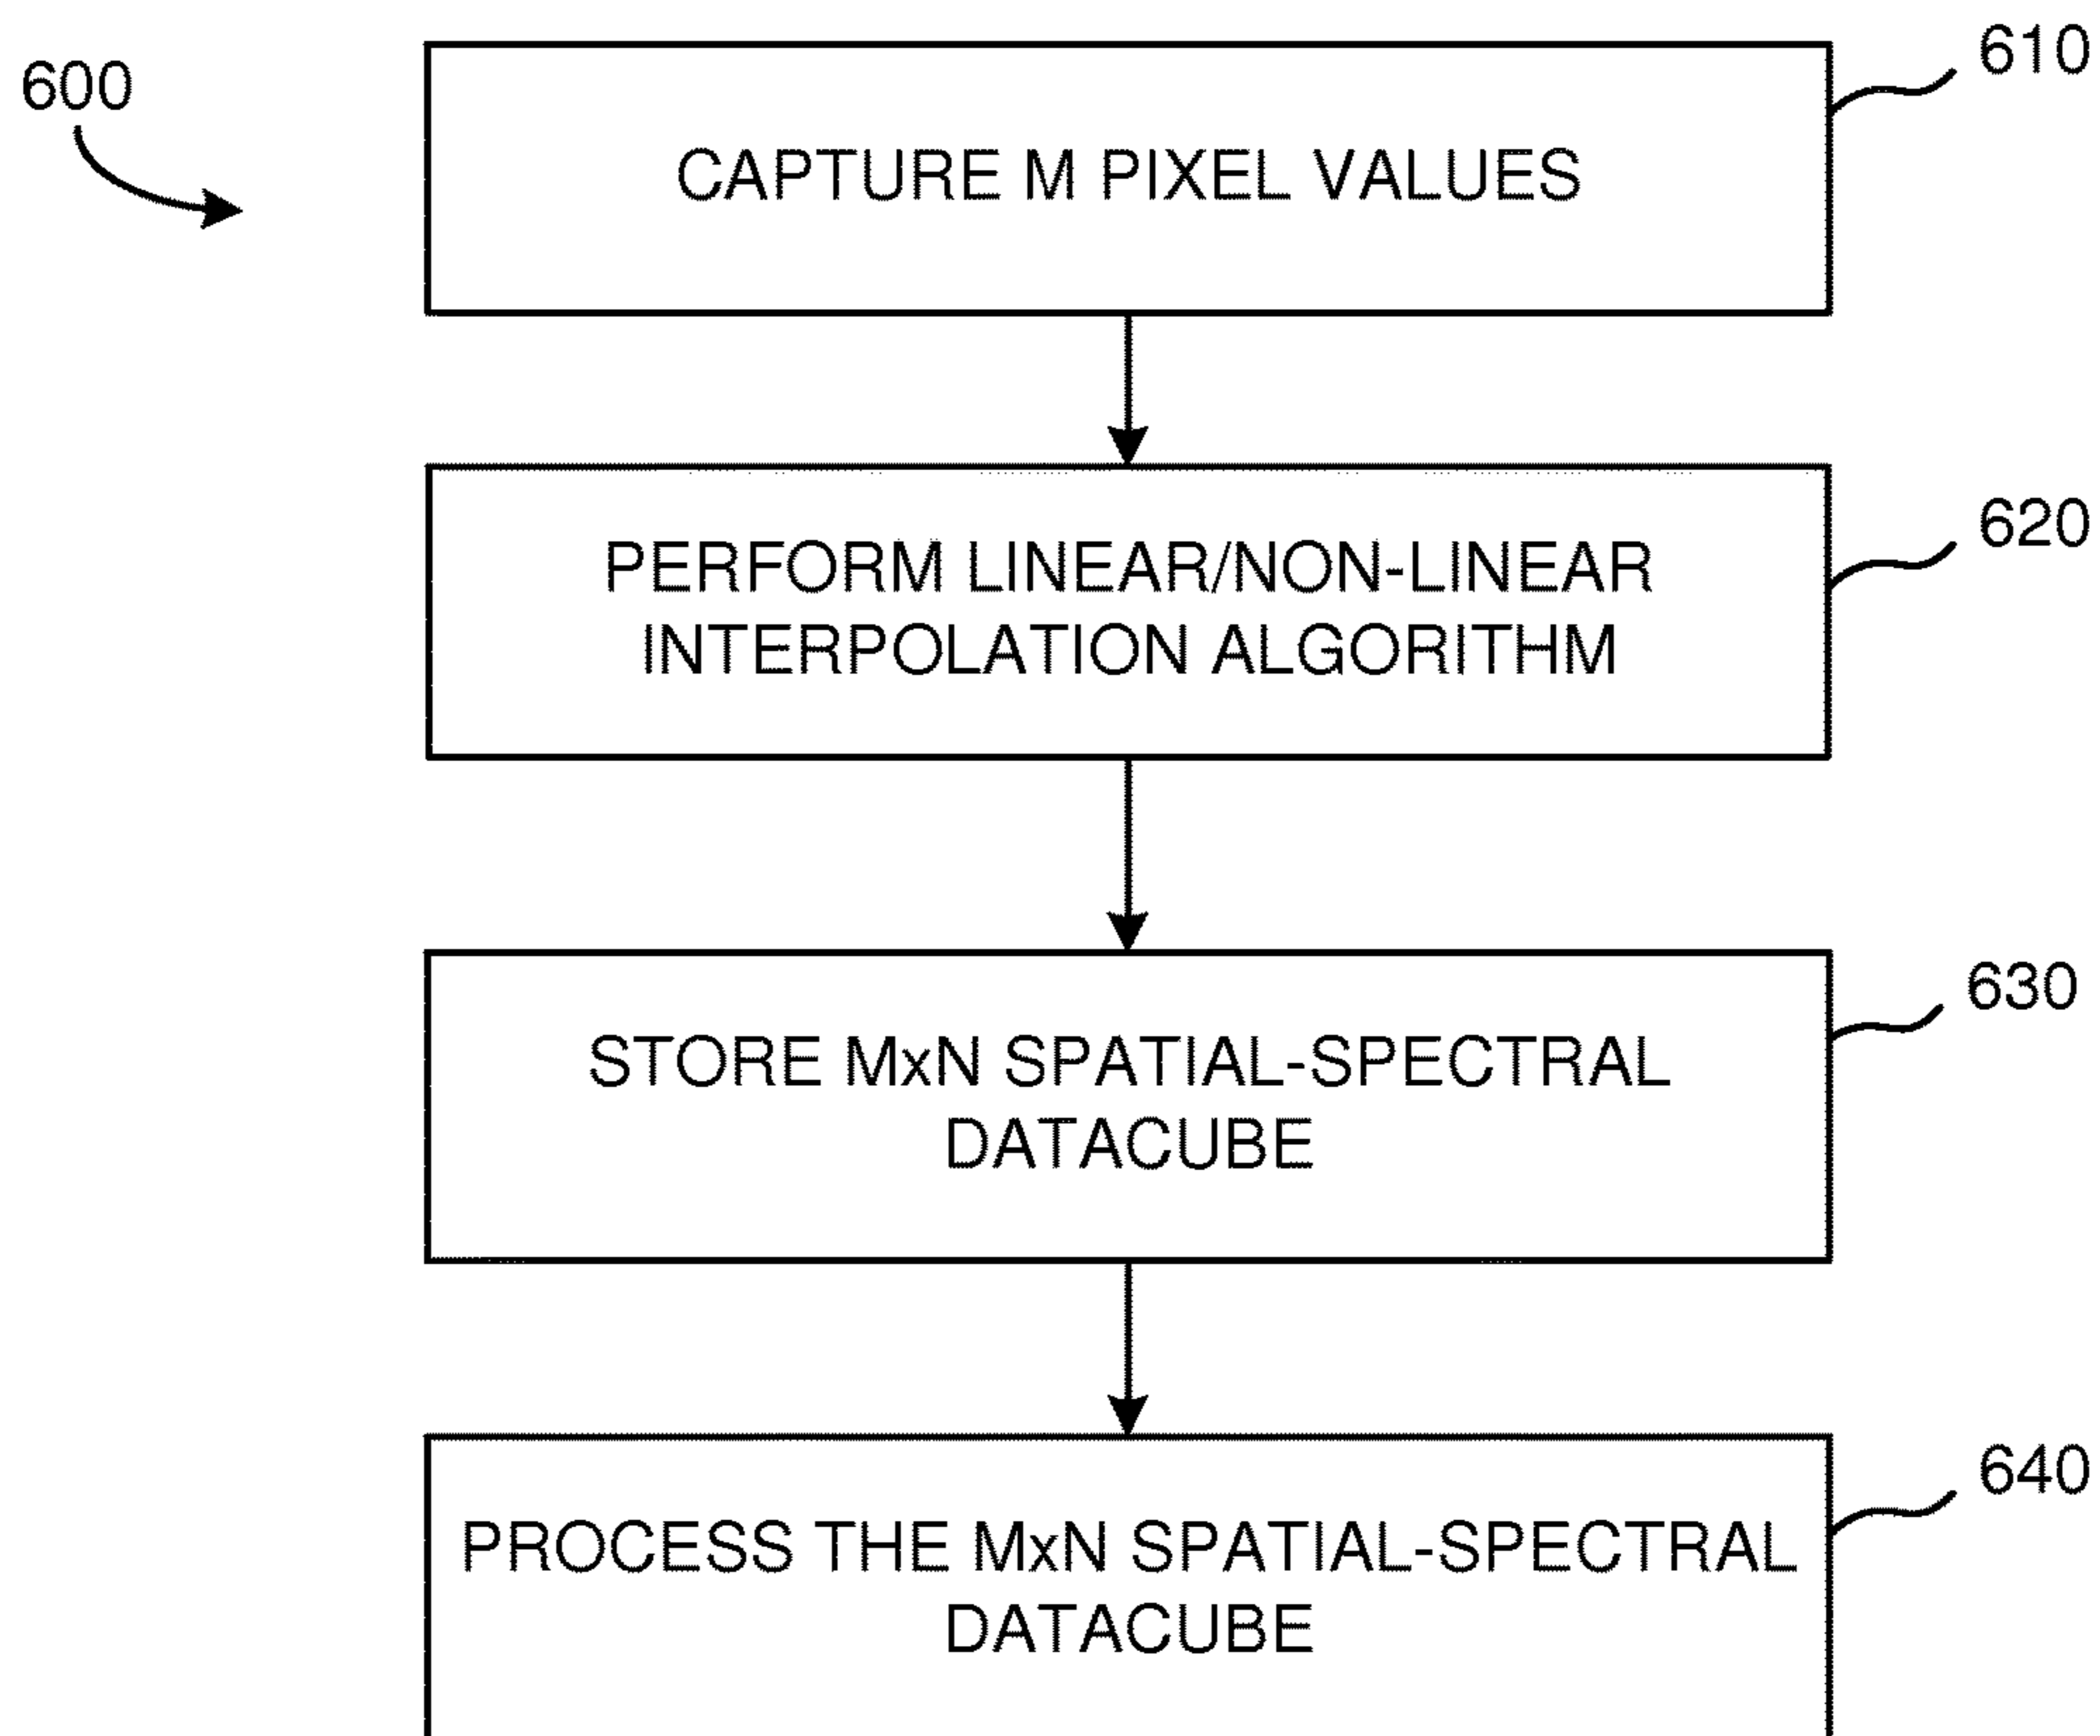 600
610
CAPTURE M PIXEL VALUES
620
PERFORM LINEAR/NON-LINEAR
INTERPOLATION ALGORITHM
630
STORE MxN SPATIAL-SPECTRAL
DATACUBE
640
PROCESS THE MxN SPATIAL-SPECTRAL
DATACUBE